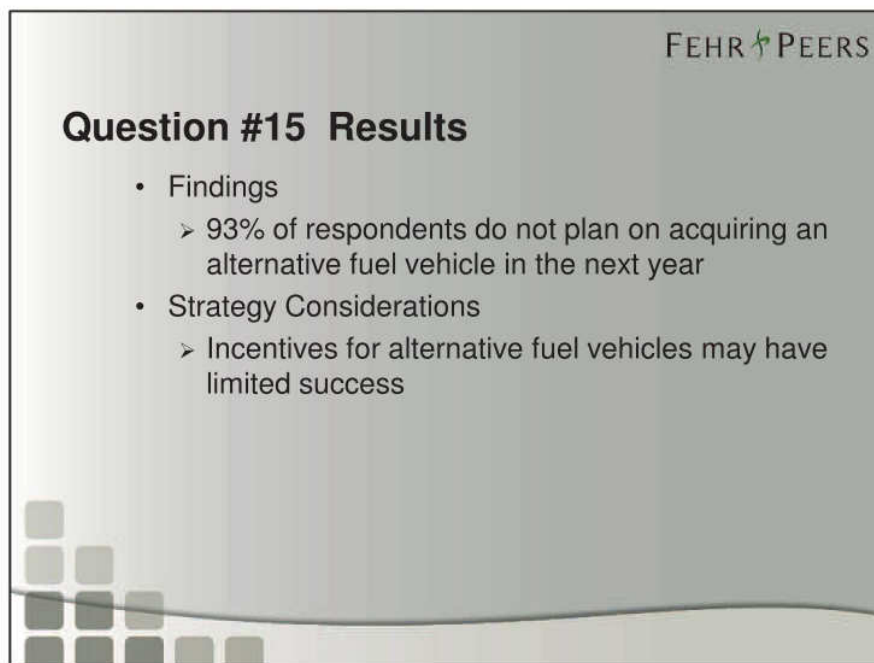 FEHR PEERS
Question #15 Results
• Findings
➢ 93% of respondents do not plan on acquiring an
alternative fuel vehicle in the next year
• Strategy Considerations
➢ Incentives for alternative fuel vehicles may have
limited success